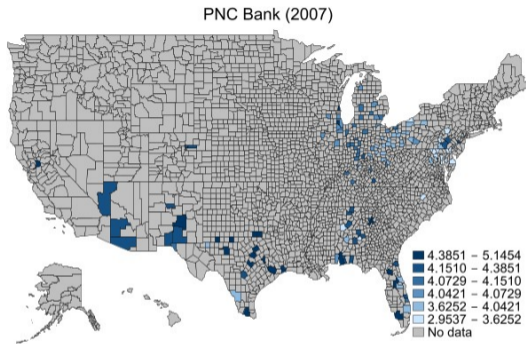 PNC Bank (2007)
4.3851 – 5.1454
4.1510 – 4.3851
4.0729 – 4.1510
4.0421 – 4.0729
3.6252 – 4.0421
2.9537 – 3.6252
No data